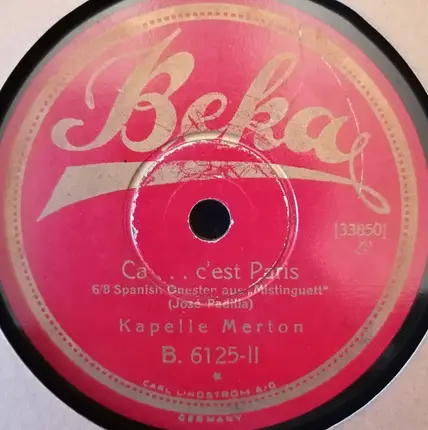 Beka
[33850]
Ca . . . c'est Paris
6/8 Spanish Onestep aus „Mistinguett"
(José Padilla)
Kapelle Merton
B. 6125-II
CARL LINDSTRÖM A.-G.
GERMANY